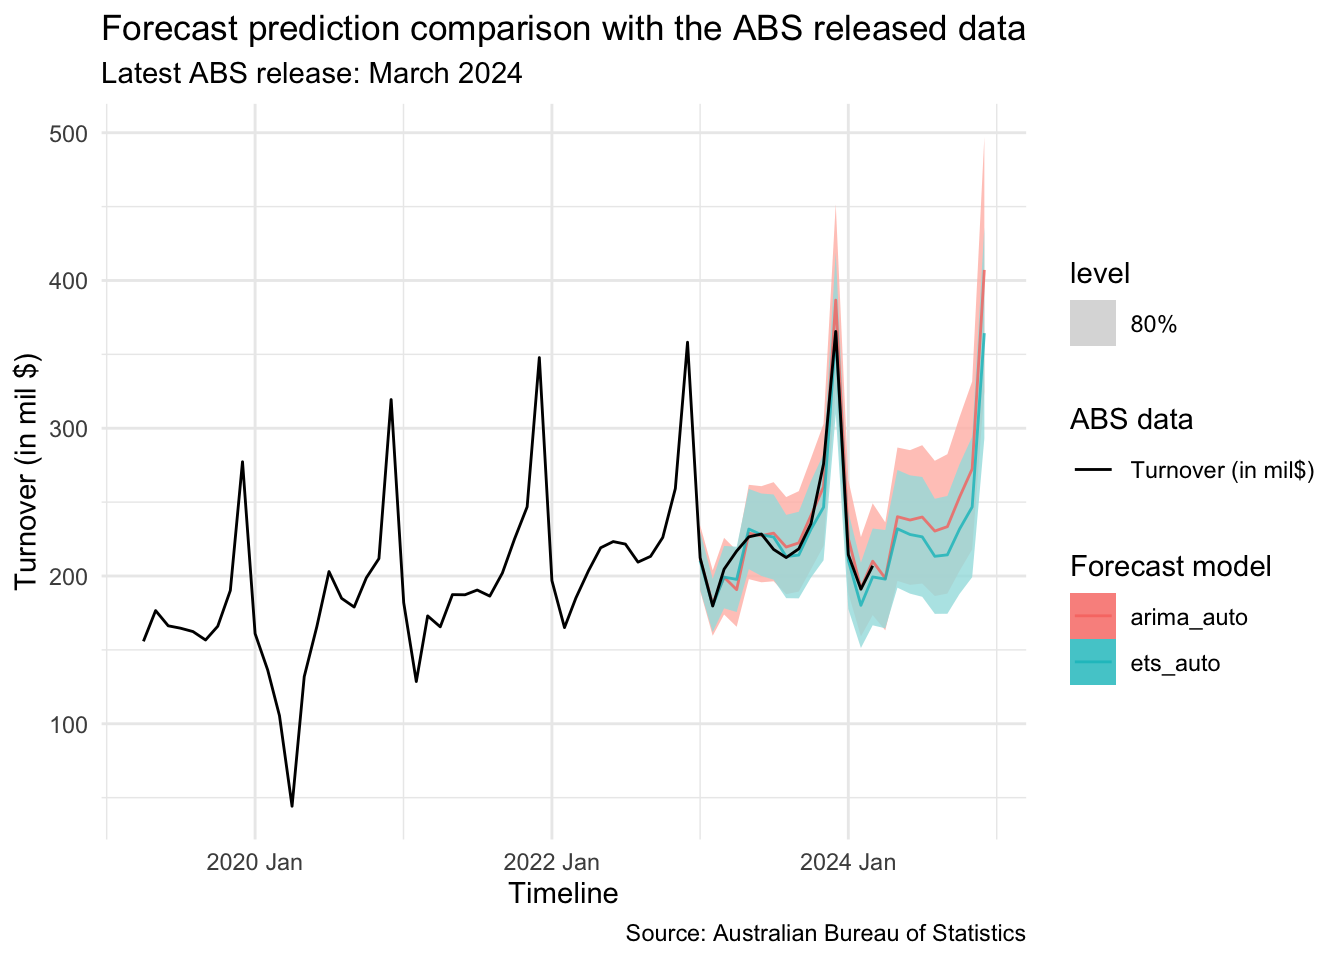 Forecast prediction comparison with the ABS released data
Latest ABS release: March 2024
Turnover (in mil $)
500
400
300
200
100
2020 Jan
2022 Jan
2024 Jan
Timeline
level
80%
ABS data
Turnover (in mil$)
Forecast model
arima_auto
ets_auto
Source: Australian Bureau of Statistics